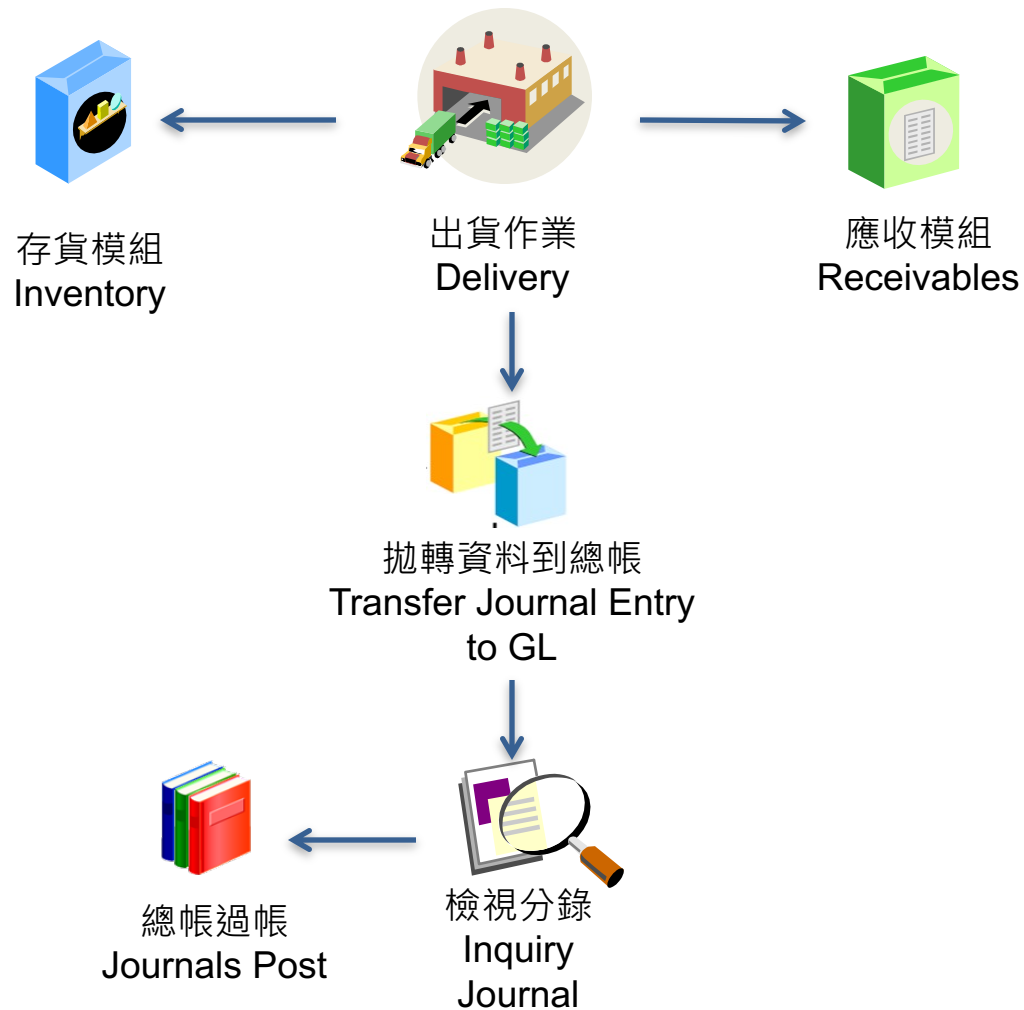 存貨模組
Inventory
出貨作業
Delivery
應收模組
Receivables
拋轉資料到總帳
Transfer Journal Entry
to GL
總帳過帳
Journals Post
檢視分錄
Inquiry
Journal